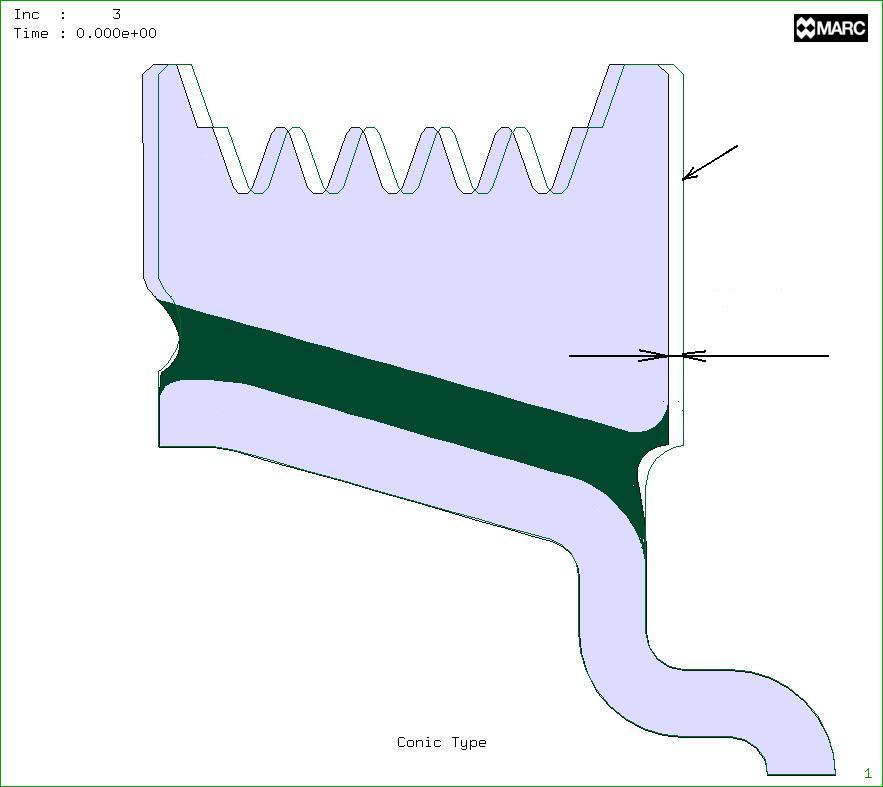 Inc  :     3
Time : 0.000e+00
MARC
Conic Type
1